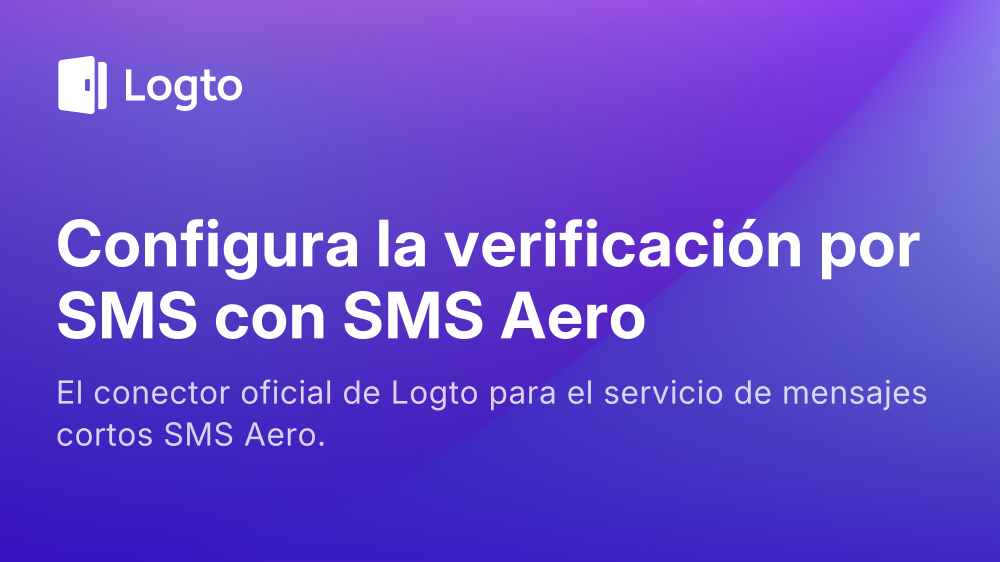 Logto
Configura la verificación por
SMS con SMS Aero
El conector oficial de Logto para el servicio de mensajes
cortos SMS Aero.